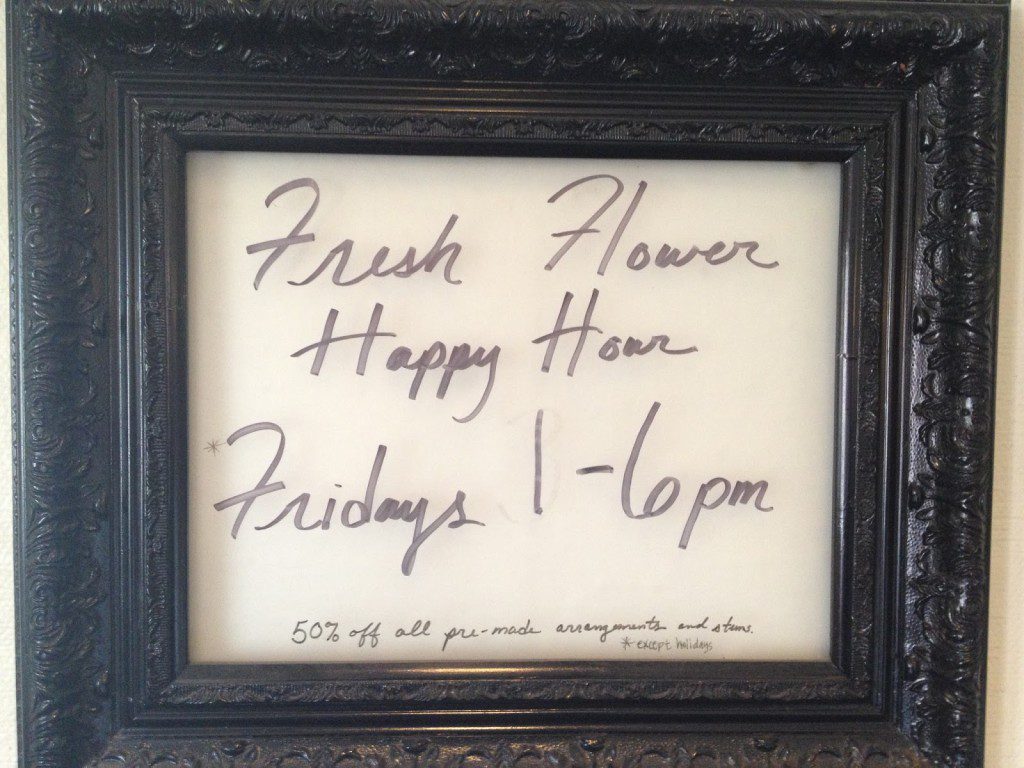 Fresh Flower
Happy Hour
*Fridays 1-6pm
50% off all pre-made arrangements and stems.
*except holidays